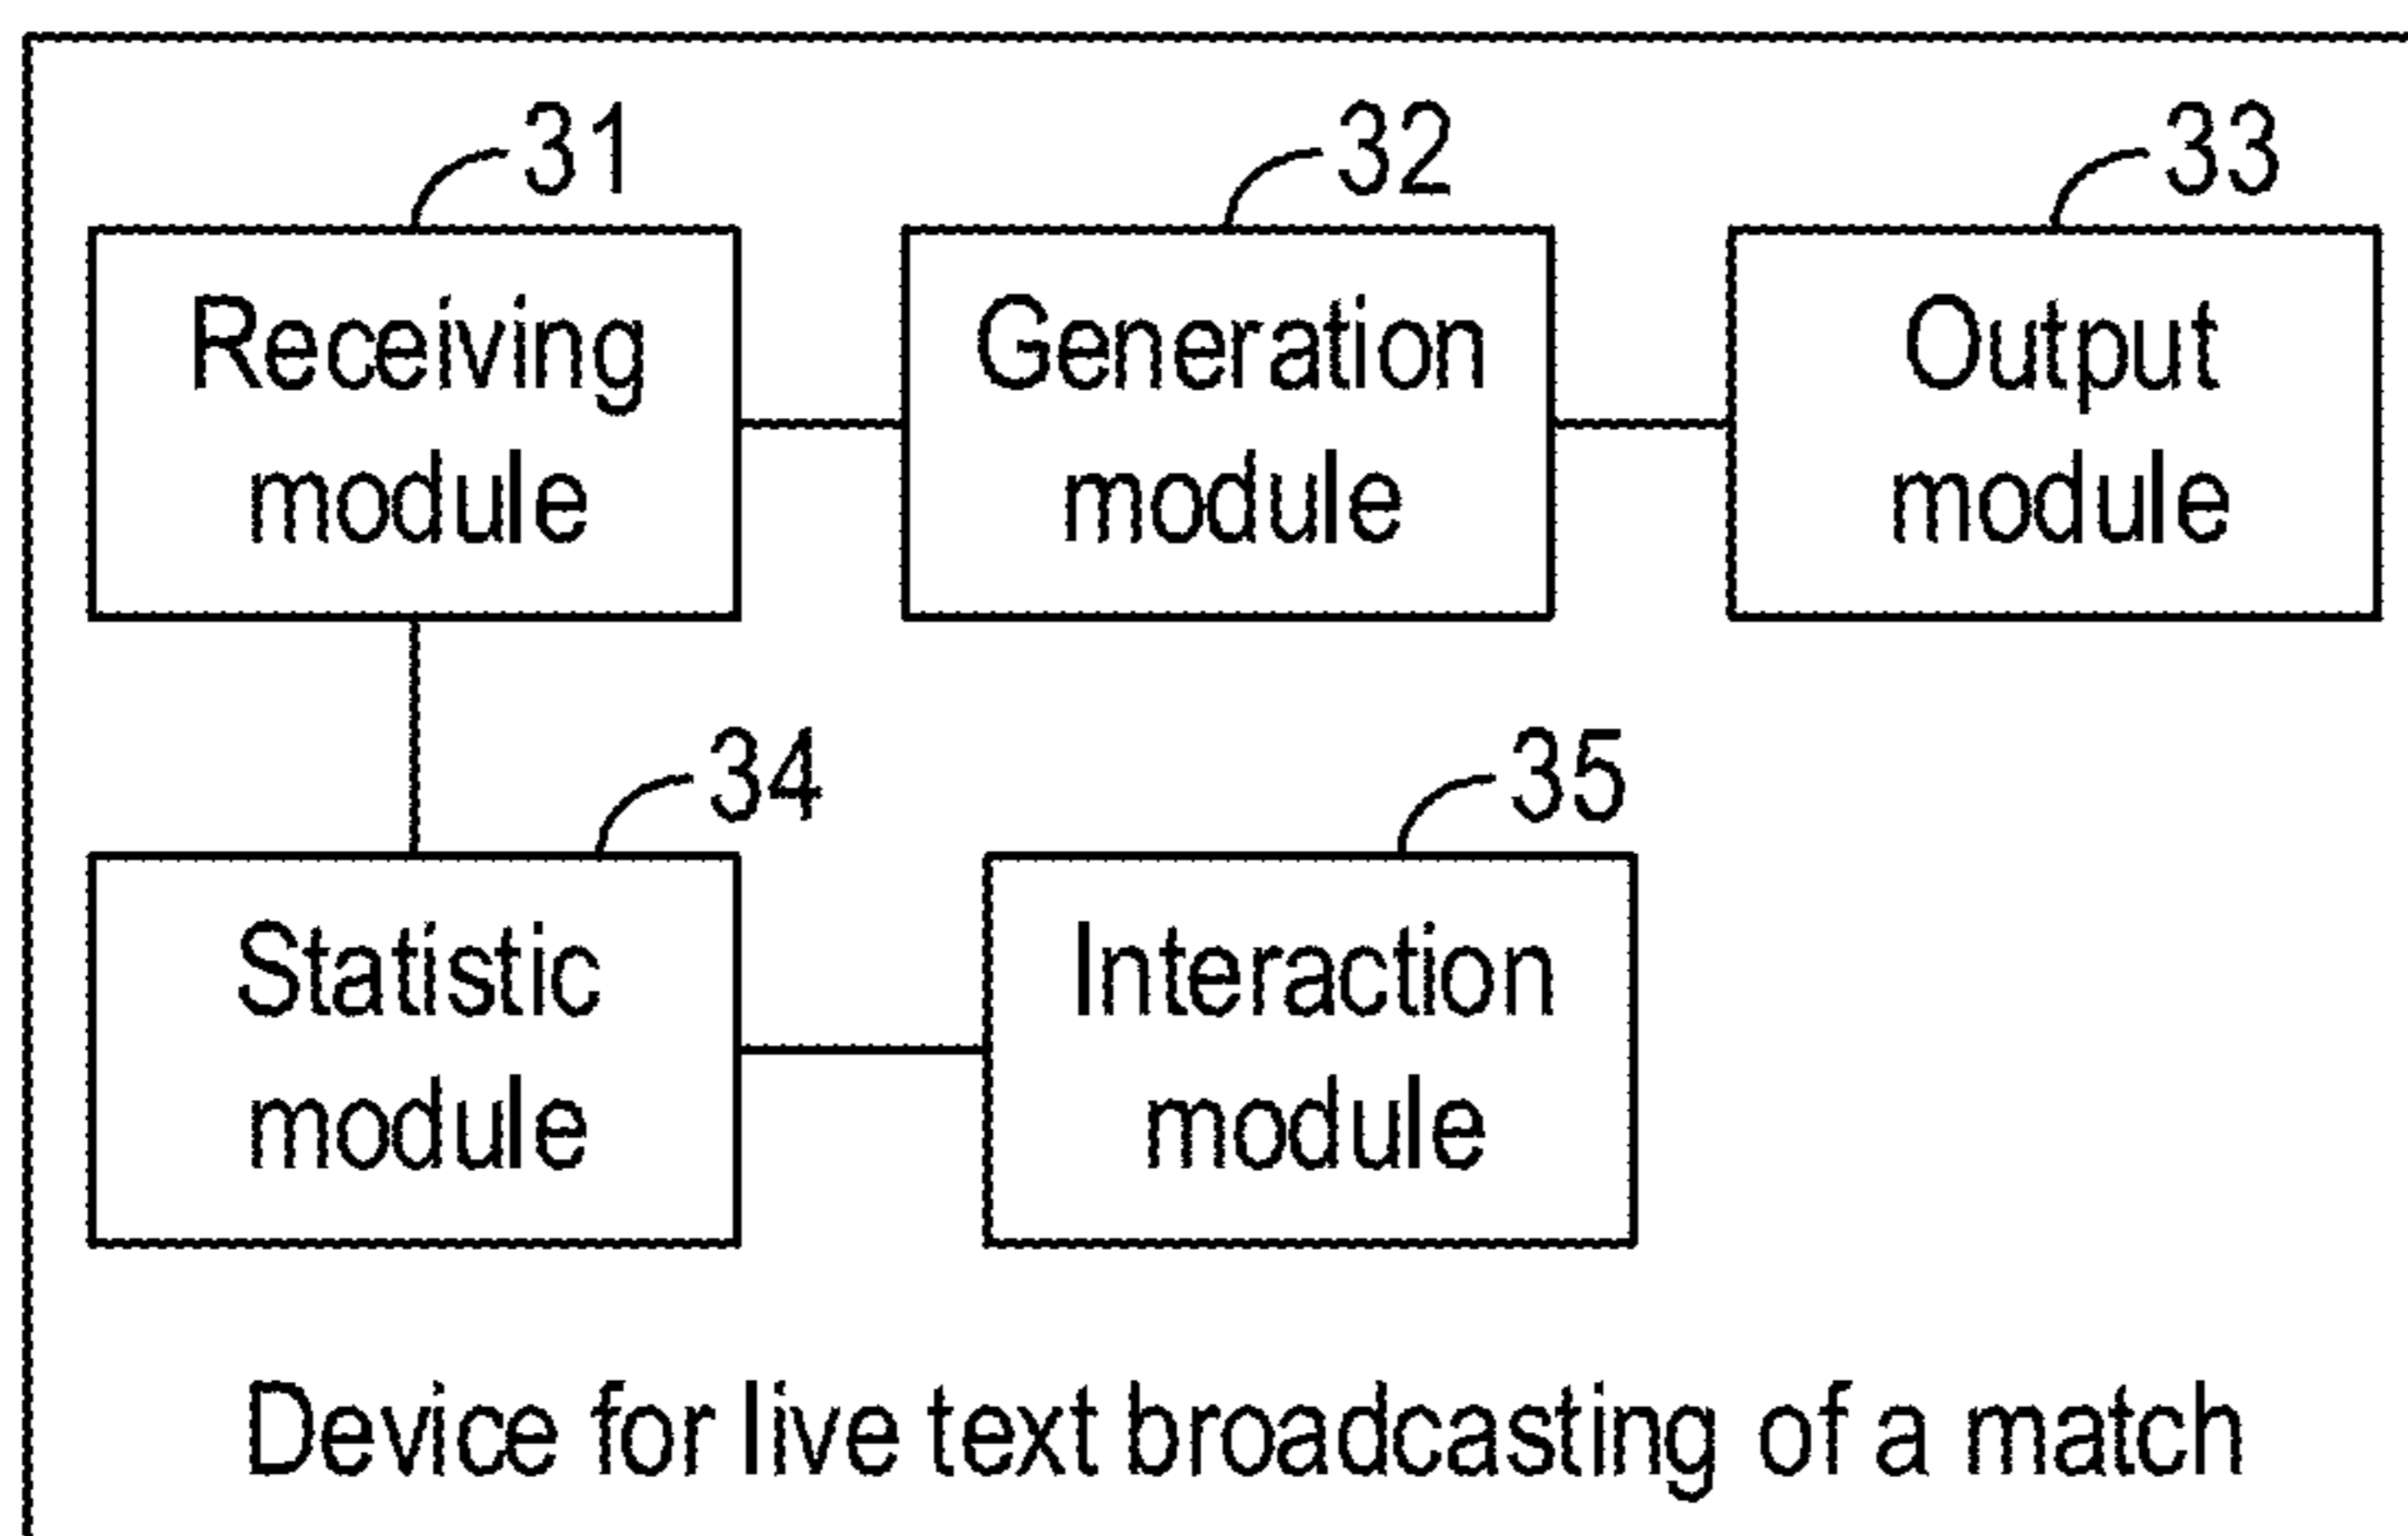 31
32
33
Receiving
module
Generation
module
Output
module
34
35
Statistic
module
Interaction
module
Device for live text broadcasting of a match